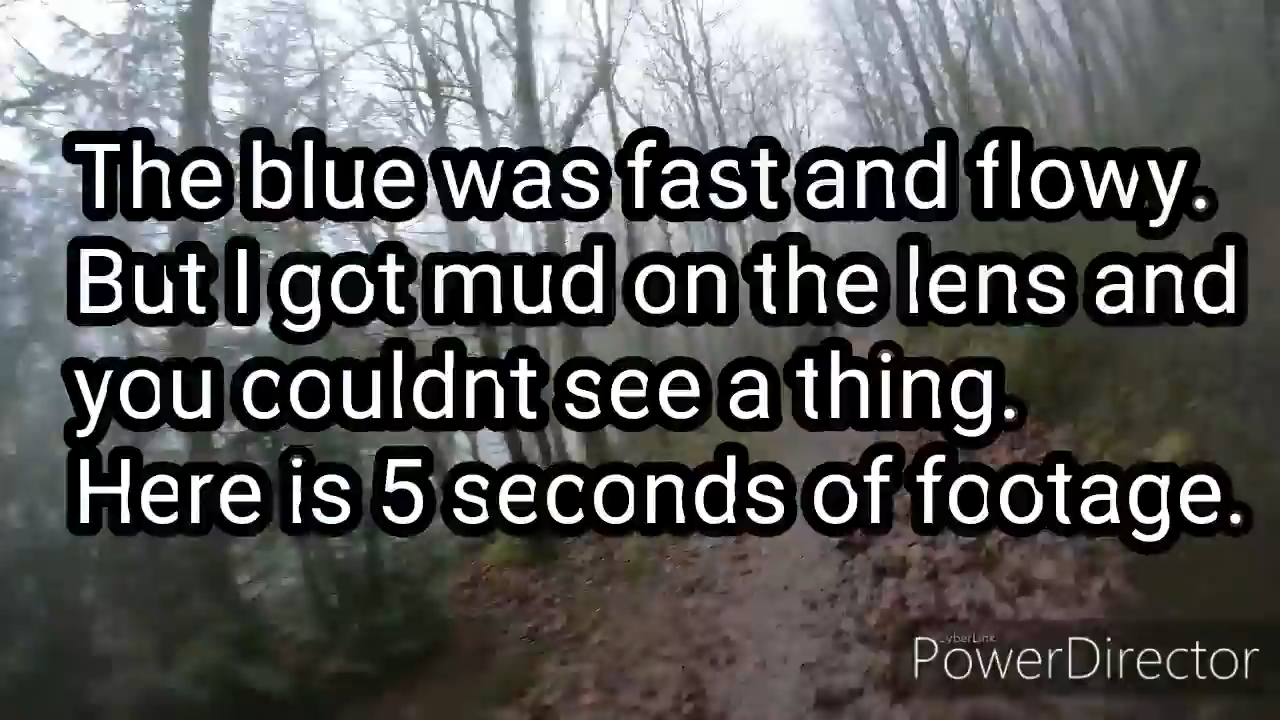 The blue was fast and flowy.
But I got mud on the lens and
you couldnt see a thing.
Here is 5 seconds of footage.
CyberLink
PowerDirector